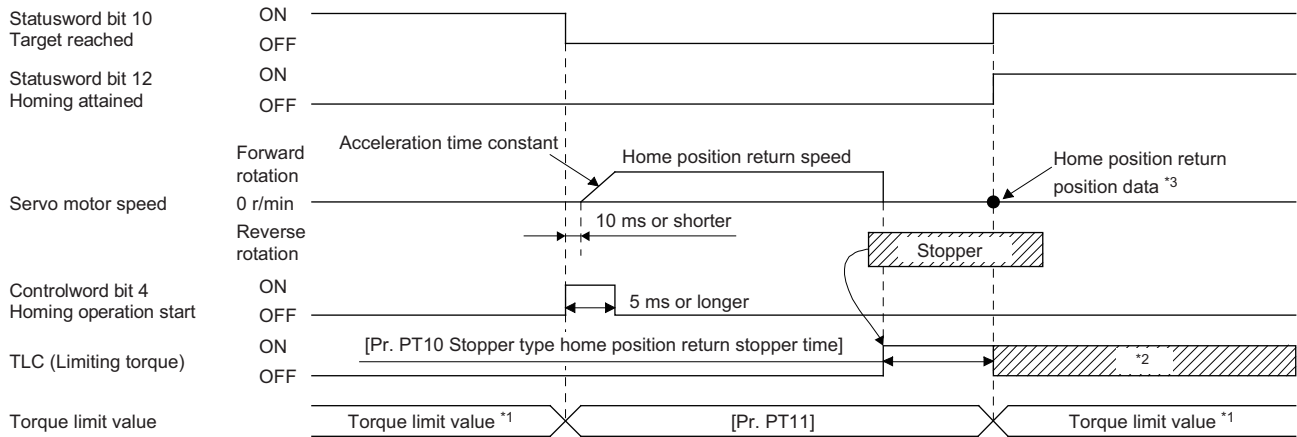 Statusword bit 10
Target reached
ON
OFF
Statusword bit 12
Homing attained
ON
OFF
Servo motor speed
Forward
rotation
0 r/min
Reverse
rotation
Acceleration time constant
Home position return speed
Home position return
position data *3
10 ms or shorter
Stopper
Controlword bit 4
Homing operation start
ON
OFF
5 ms or longer
TLC (Limiting torque)
ON
OFF
[Pr. PT10 Stopper type home position return stopper time]
*2
Torque limit value
Torque limit value *1
[Pr. PT11]
Torque limit value *1